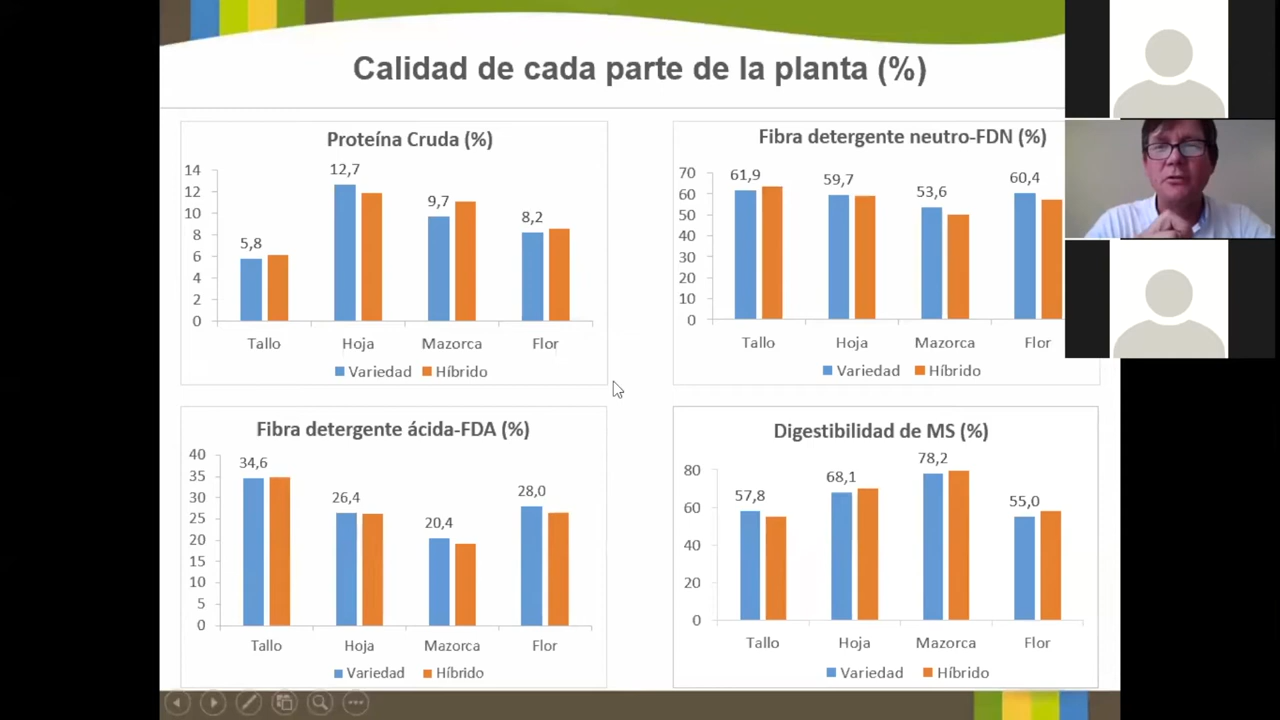 Calidad de cada parte de la planta (%)
Proteína Cruda (%)
14
12
10
8
6
4
2
0
5,8
12,7
9,7
8,2
Tallo
Hoja
Mazorca
Flor
Variedad
Híbrido
Fibra detergente neutro-FDN (%)
70
60
50
40
30
20
10
0
61,9
59,7
53,6
60,4
Tallo
Hoja
Mazorca
Flor
Variedad
Híbrido
Fibra detergente ácida-FDA (%)
40
35
30
25
20
15
10
5
0
34,6
26,4
20,4
28,0
Tallo
Hoja
Mazorca
Flor
Variedad
Híbrido
Digestibilidad de MS (%)
80
60
40
20
0
57,8
68,1
78,2
55,0
Tallo
Hoja
Mazorca
Flor
Variedad
Híbrido